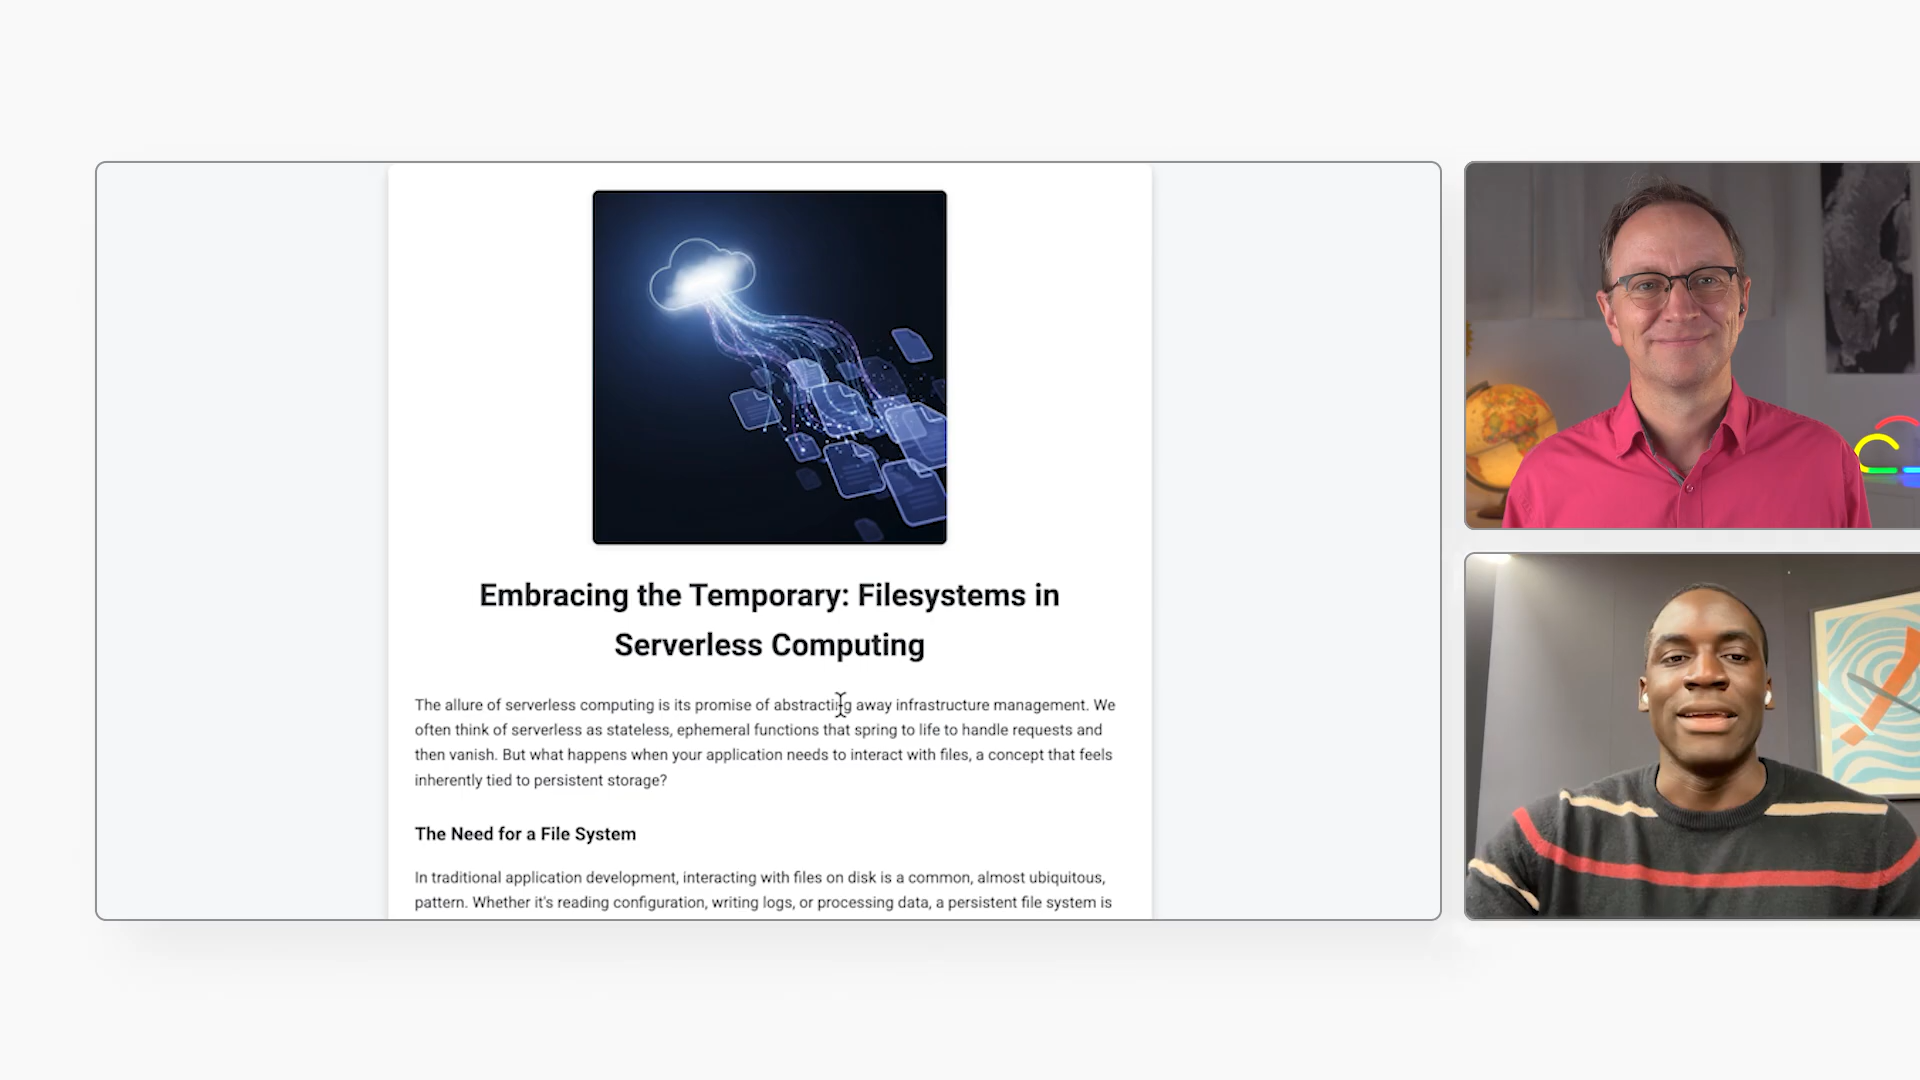 Embracing the Temporary: Filesystems in
Serverless Computing
The allure of serverless computing is its promise of abstracting away infrastructure management. We
often think of serverless as stateless, ephemeral functions that spring to life to handle requests and
then vanish. But what happens when your application needs to interact with files, a concept that feels
inherently tied to persistent storage?
The Need for a File System
In traditional application development, interacting with files on disk is a common, almost ubiquitous,
pattern. Whether it's reading configuration, writing logs, or processing data, a persistent file system is